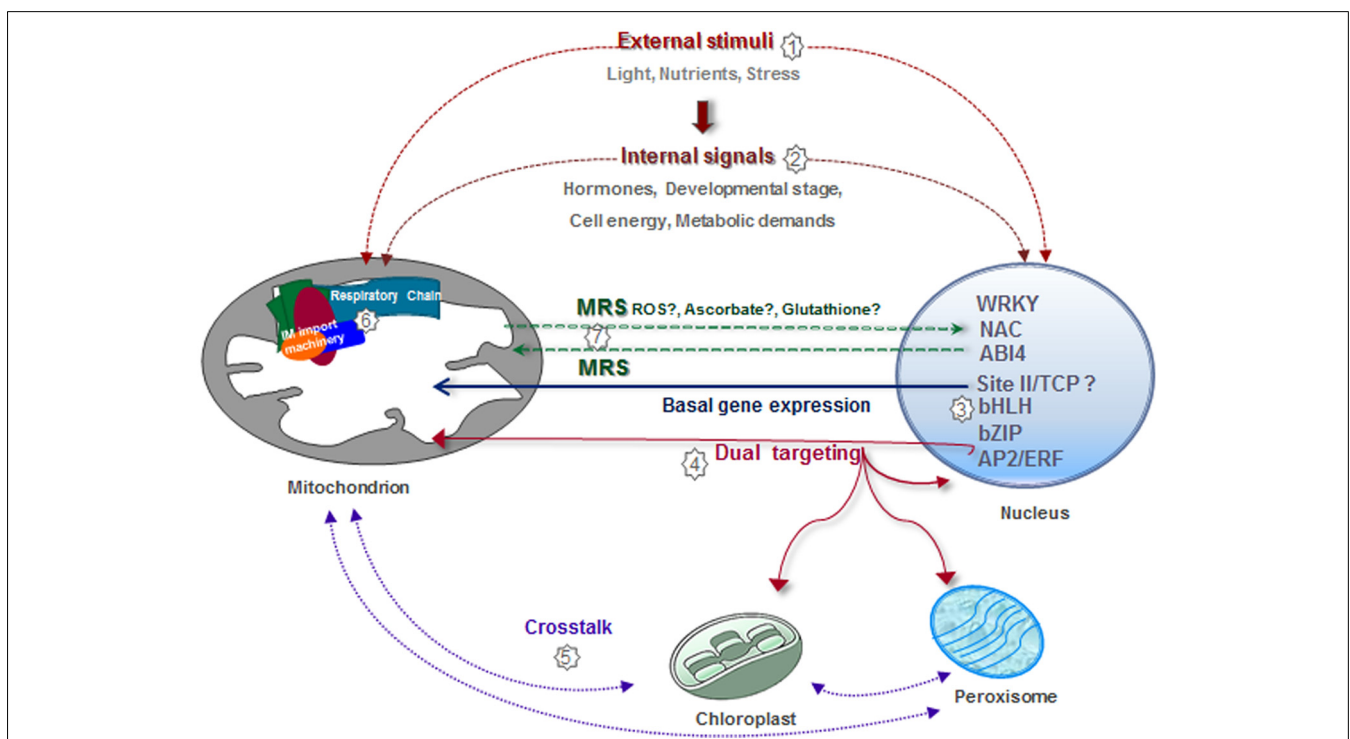 External stimuli 1
Light, Nutrients, Stress
Internal signals 2
Hormones, Developmental stage,
Cell energy, Metabolic demands
Respiratory Chain
6
IM import
machinery
MRS ROS?, Ascorbate?, Glutathione?
7
MRS
Basal gene expression
WRKY
NAC
ABI4
Site II/TCP ?
3 bHLH
bZIP
AP2/ERF
4 Dual targeting
Mitochondrion
Nucleus
Crosstalk
5
Chloroplast
Peroxisome